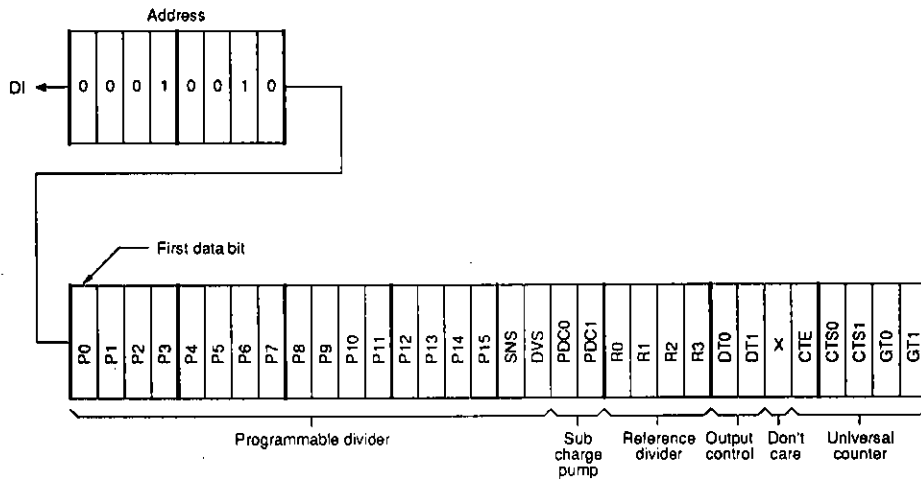 Address
DI
0 0 0 1 0 0 1 0
First data bit
P0 P1 P2 P3 P4 P5 P6 P7 P8 P9 P10 P11 P12 P13 P14 P15 SNS DVS PDC0 PDC1 R0 R1 R2 R3 DT0 DT1 X CTE CTS0 CTS1 GT0 GT1
Programmable divider
Sub
charge
pump
Reference
divider
Output
control
Don't
care
Universal
counter